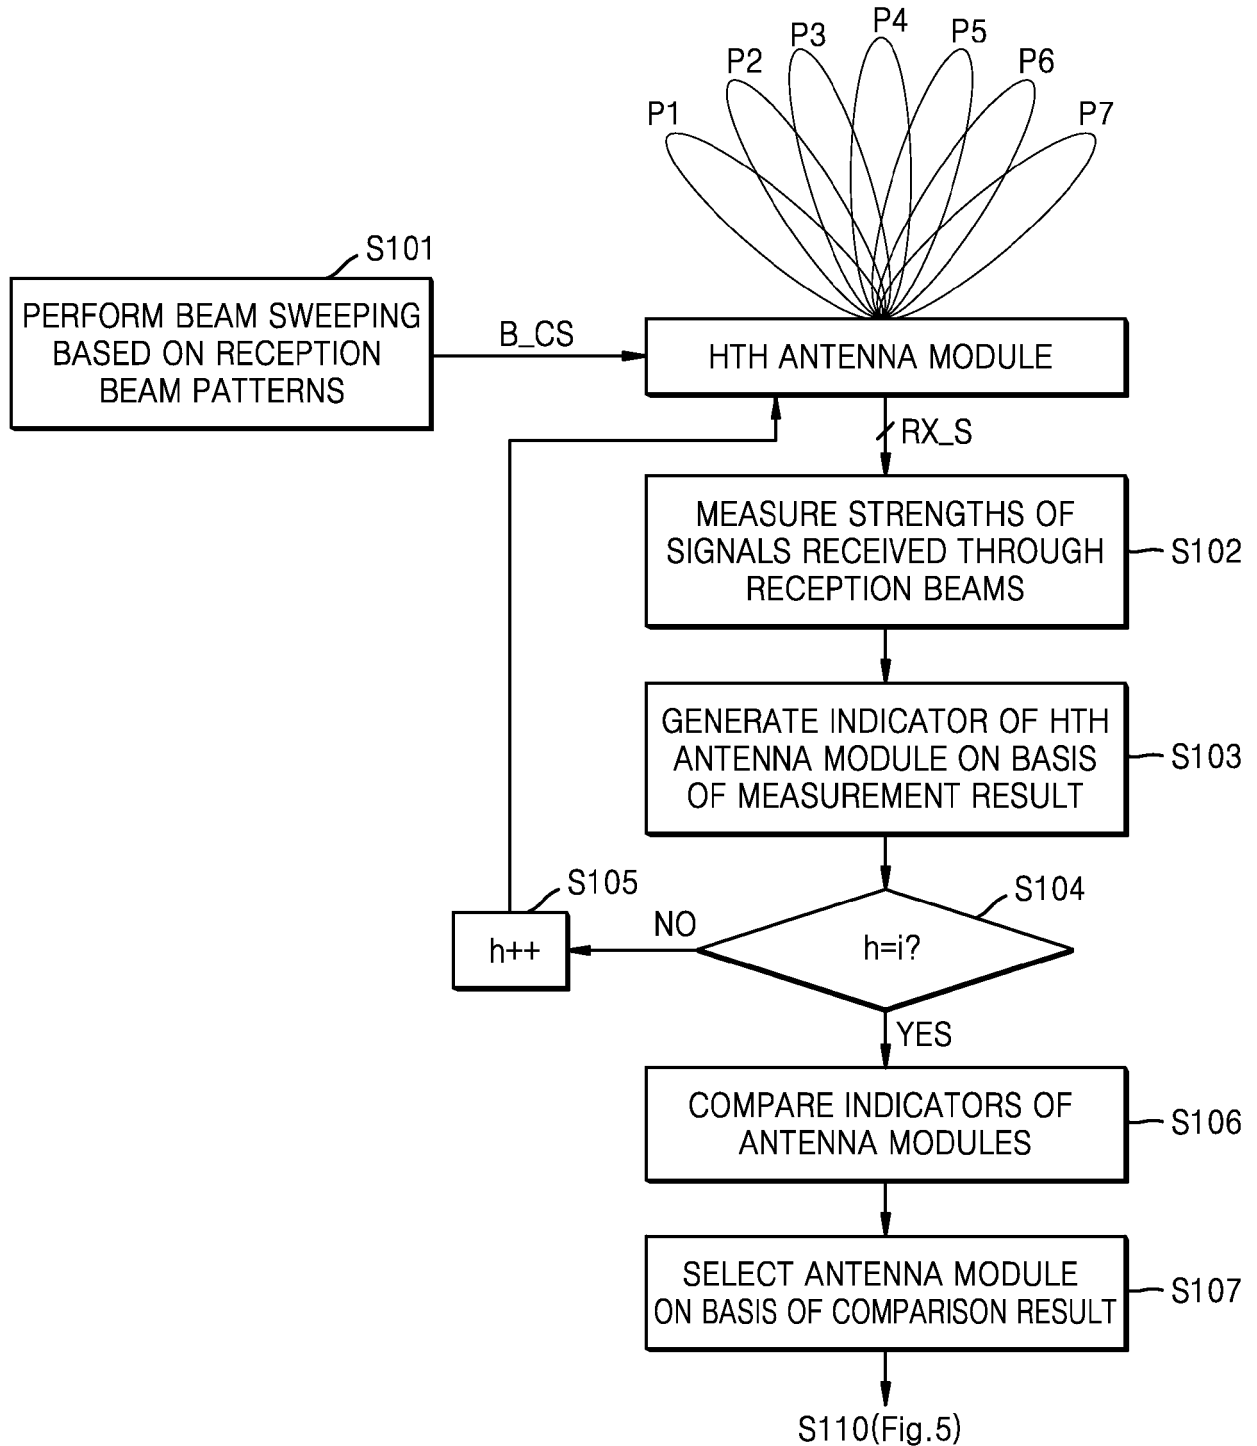 P1
P2
P3
P4
P5
P6
P7
S101
PERFORM BEAM SWEEPING
BASED ON RECEPTION
BEAM PATTERNS
B_CS
HTH ANTENNA MODULE
RX_S
MEASURE STRENGTHS OF
SIGNALS RECEIVED THROUGH
RECEPTION BEAMS
S102
GENERATE INDICATOR OF HTH
ANTENNA MODULE ON BASIS
OF MEASUREMENT RESULT
S103
S105
h++
NO
h=i?
S104
YES
COMPARE INDICATORS OF
ANTENNA MODULES
S106
SELECT ANTENNA MODULE
ON BASIS OF COMPARISON RESULT
S107
S110(Fig.5)